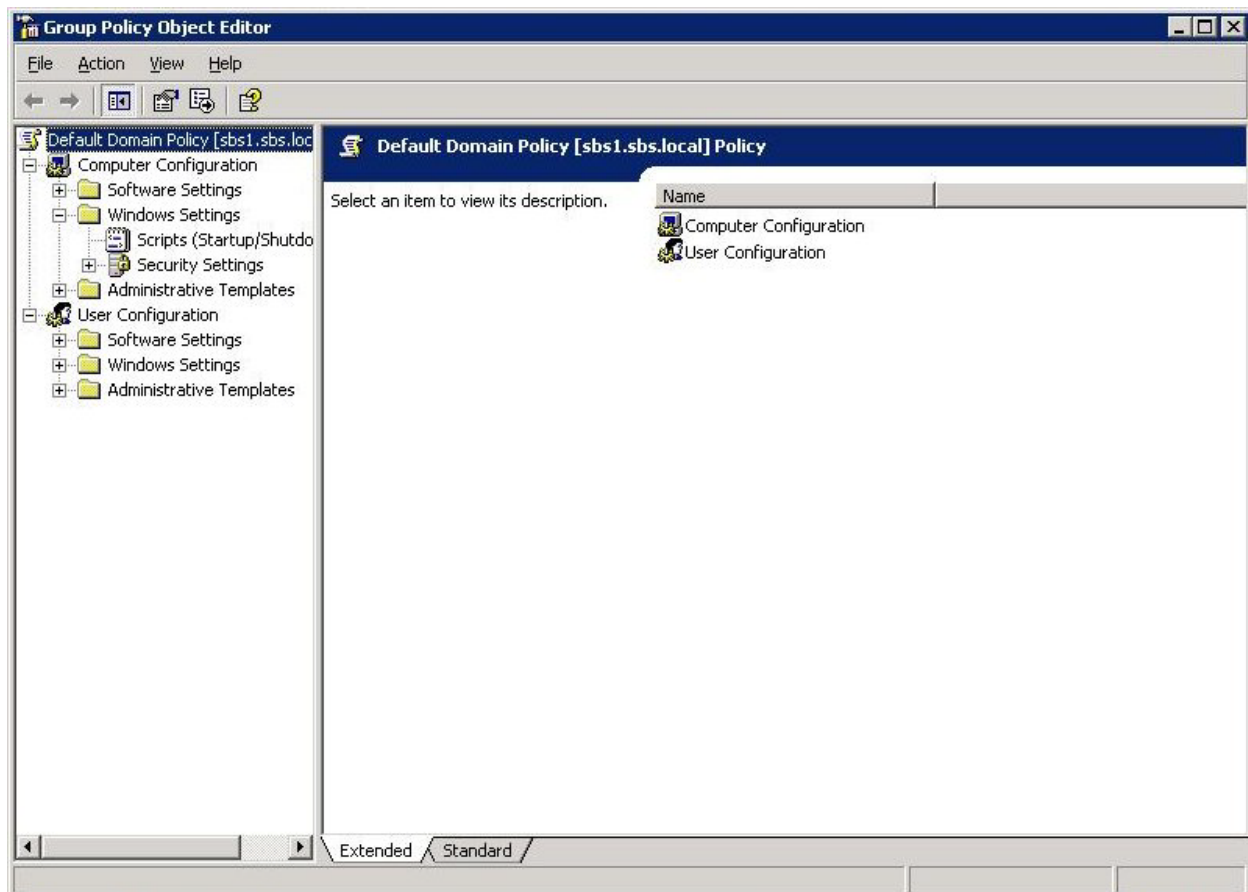 Group Policy Object Editor
File Action View Help
Default Domain Policy [sbs1.sbs.loc
Computer Configuration
Software Settings
Windows Settings
Scripts (Startup/Shutdo
Security Settings
Administrative Templates
User Configuration
Software Settings
Windows Settings
Administrative Templates
Default Domain Policy [sbs1.sbs.local] Policy
Select an item to view its description.
Name
Computer Configuration
User Configuration
Extended Standard